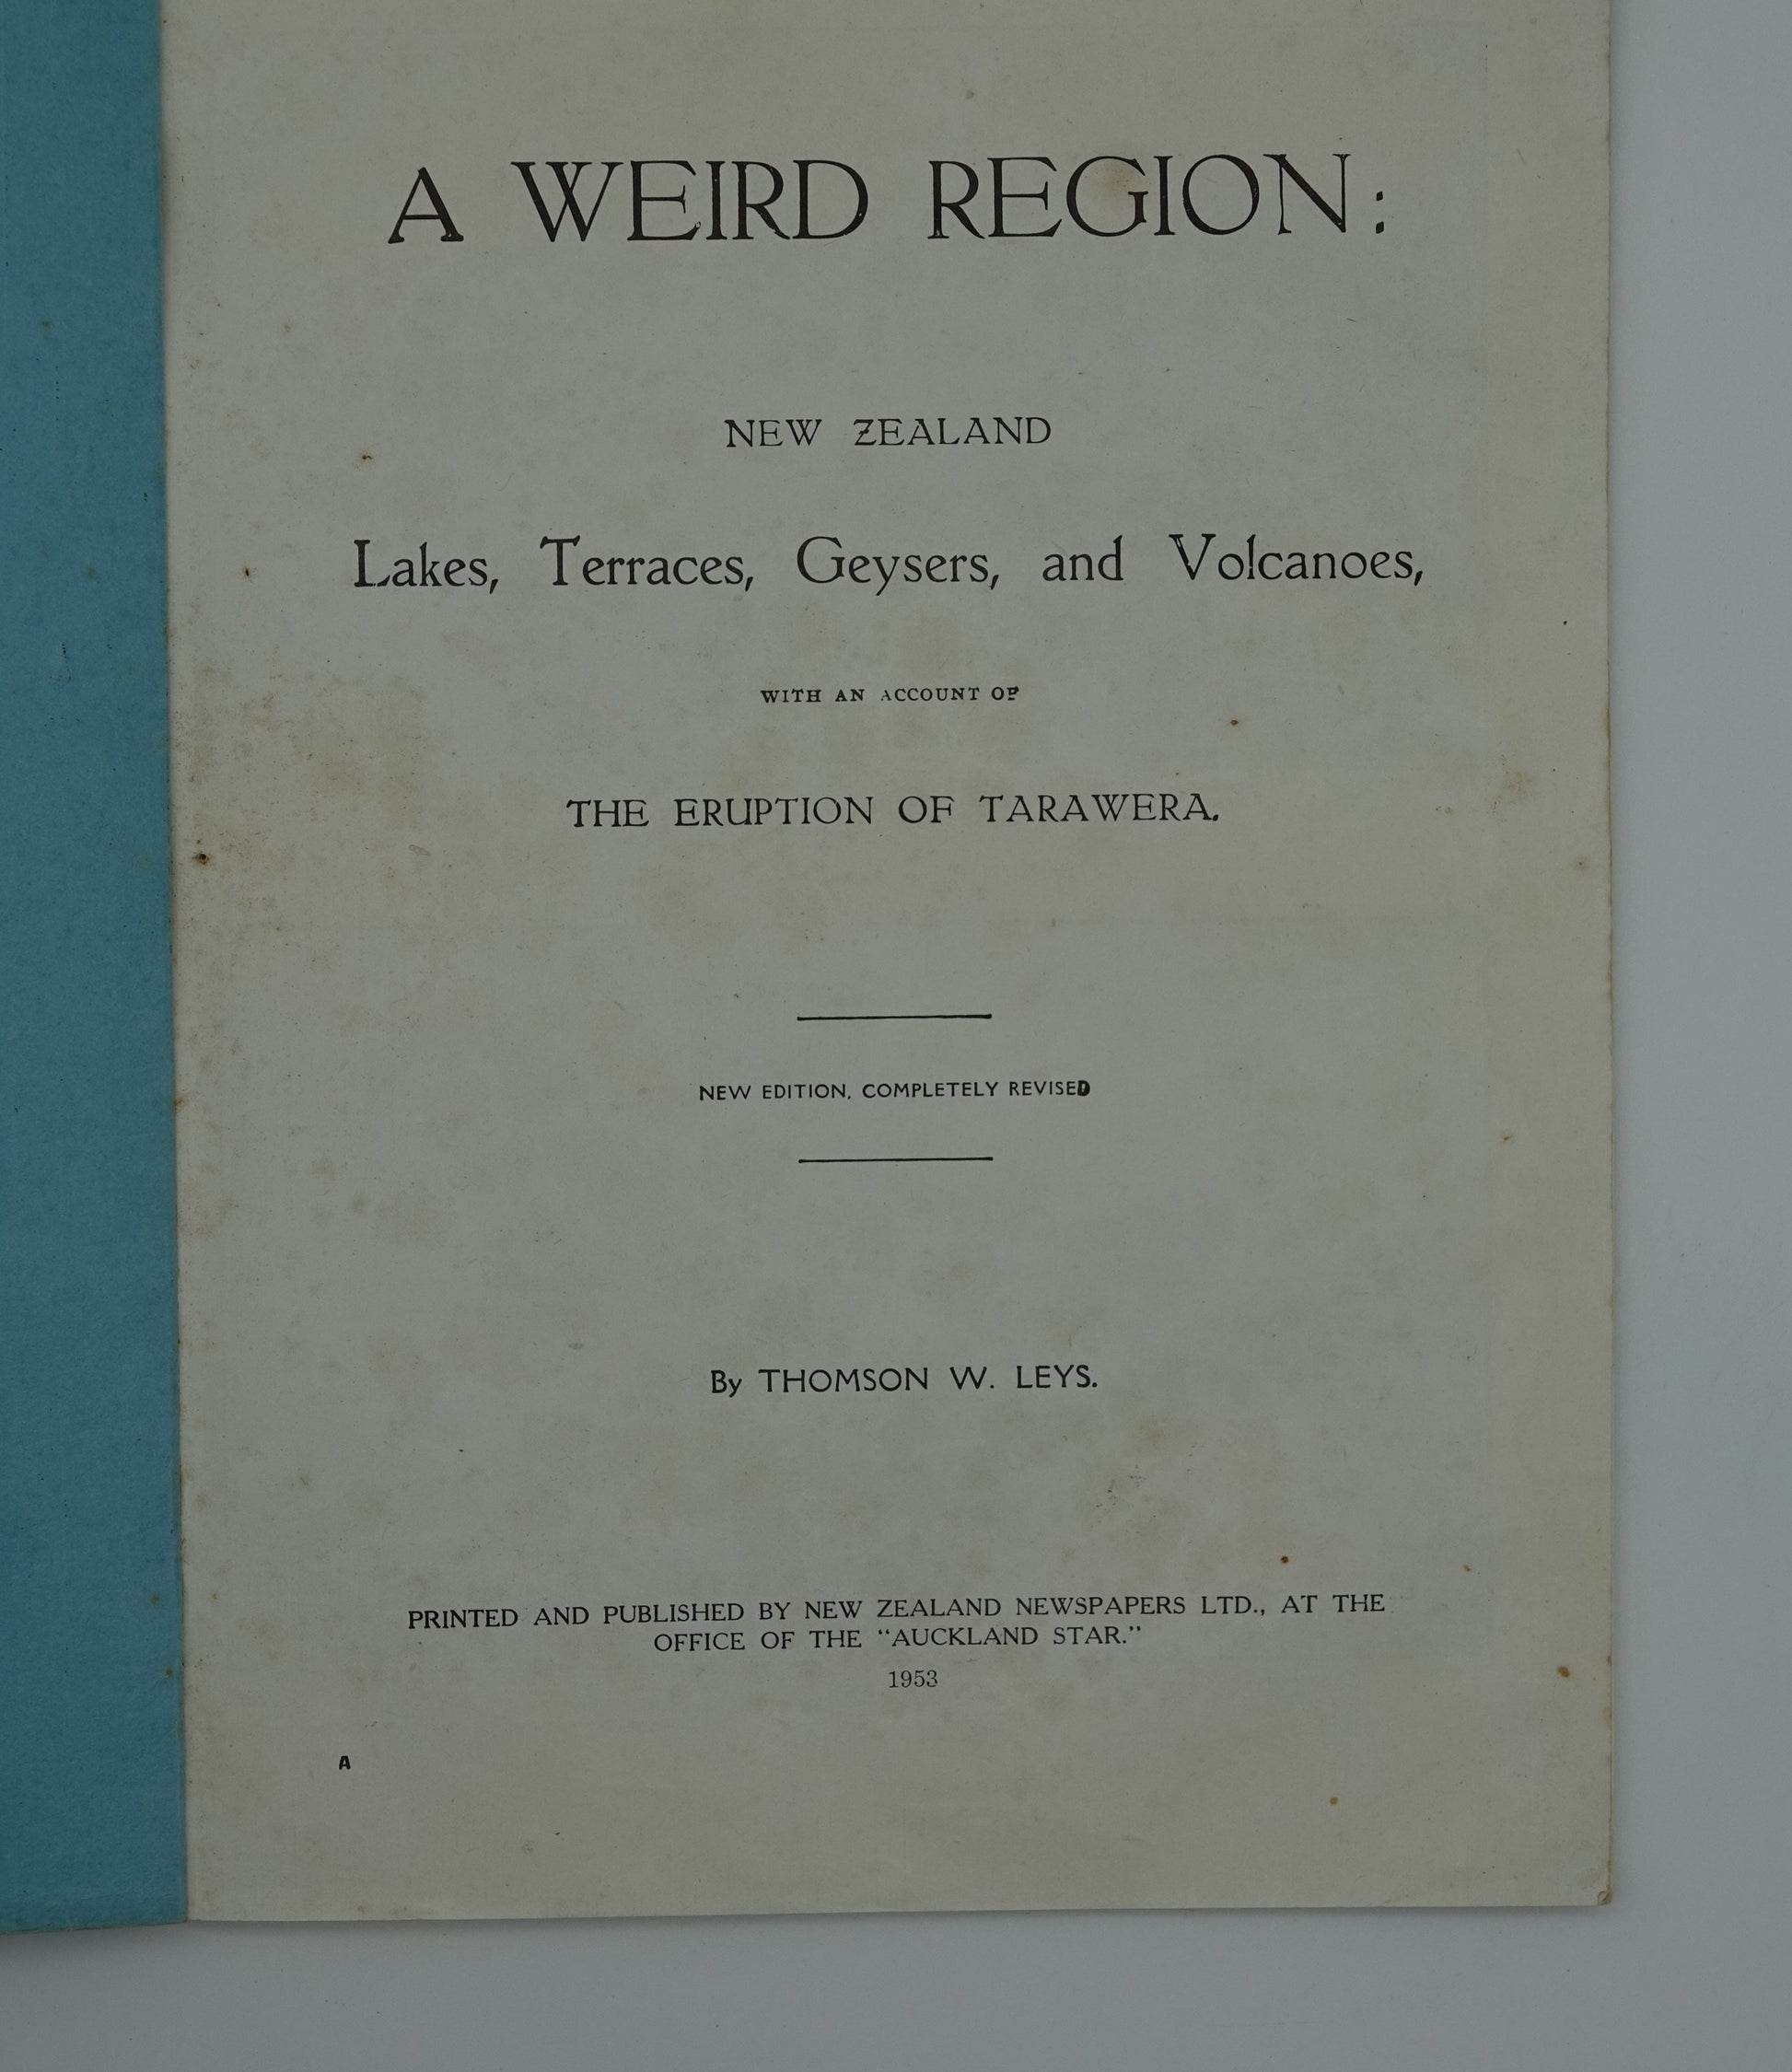 A WEIRD REGION:
NEW ZEALAND
Lakes, Terraces, Geysers, and Volcanoes,
WITH AN ACCOUNT OF
THE ERUPTION OF TARAWERA.
NEW EDITION, COMPLETELY REVISED
By THOMSON W. LEYS.
PRINTED AND PUBLISHED BY NEW ZEALAND NEWSPAPERS LTD., AT THE
OFFICE OF THE “AUCKLAND STAR.”
1953
A